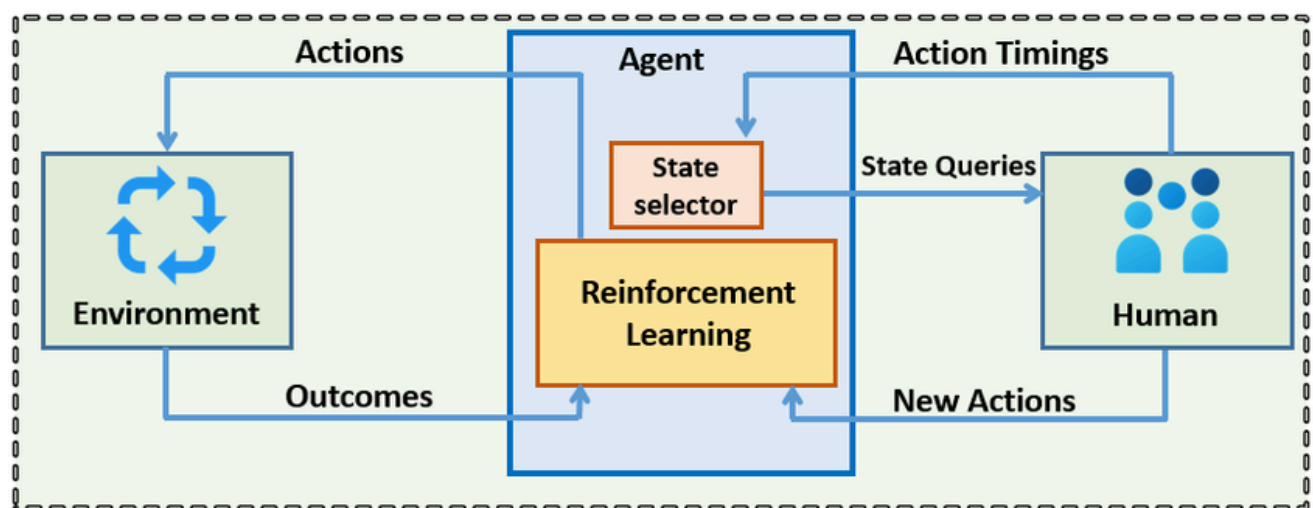 Actions
Agent
Action Timings
State
selector
State Queries
Reinforcement
Learning
Environment
Human
Outcomes
New Actions